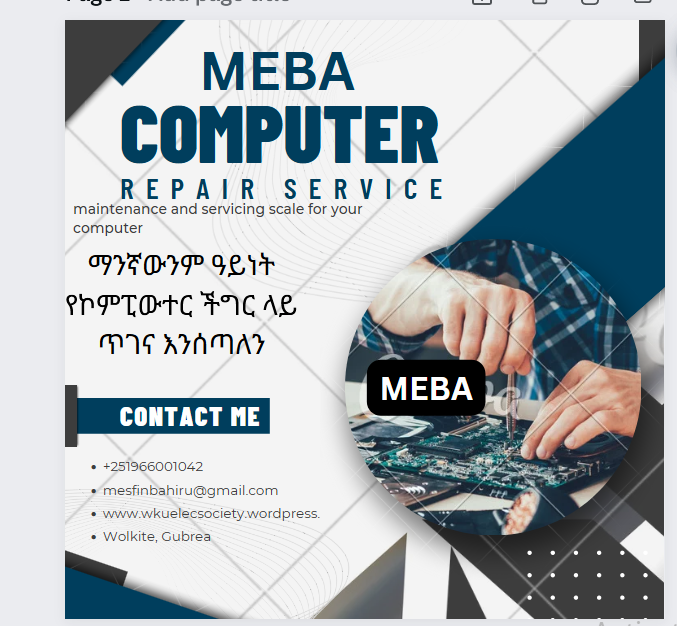 MEBA
COMPUTER
REPAIR SERVICE
maintenance and servicing scale for your
computer
ማንኛውንም ዓይነት
የኮምፒውተር ችግር ላይ
ጥገና እንሰጣለን
MEBA
CONTACT ME
+251966001042
mesfinbahiru@gmail.com
www.wkuelecsociety.wordpress.
Wolkite, Gubrea